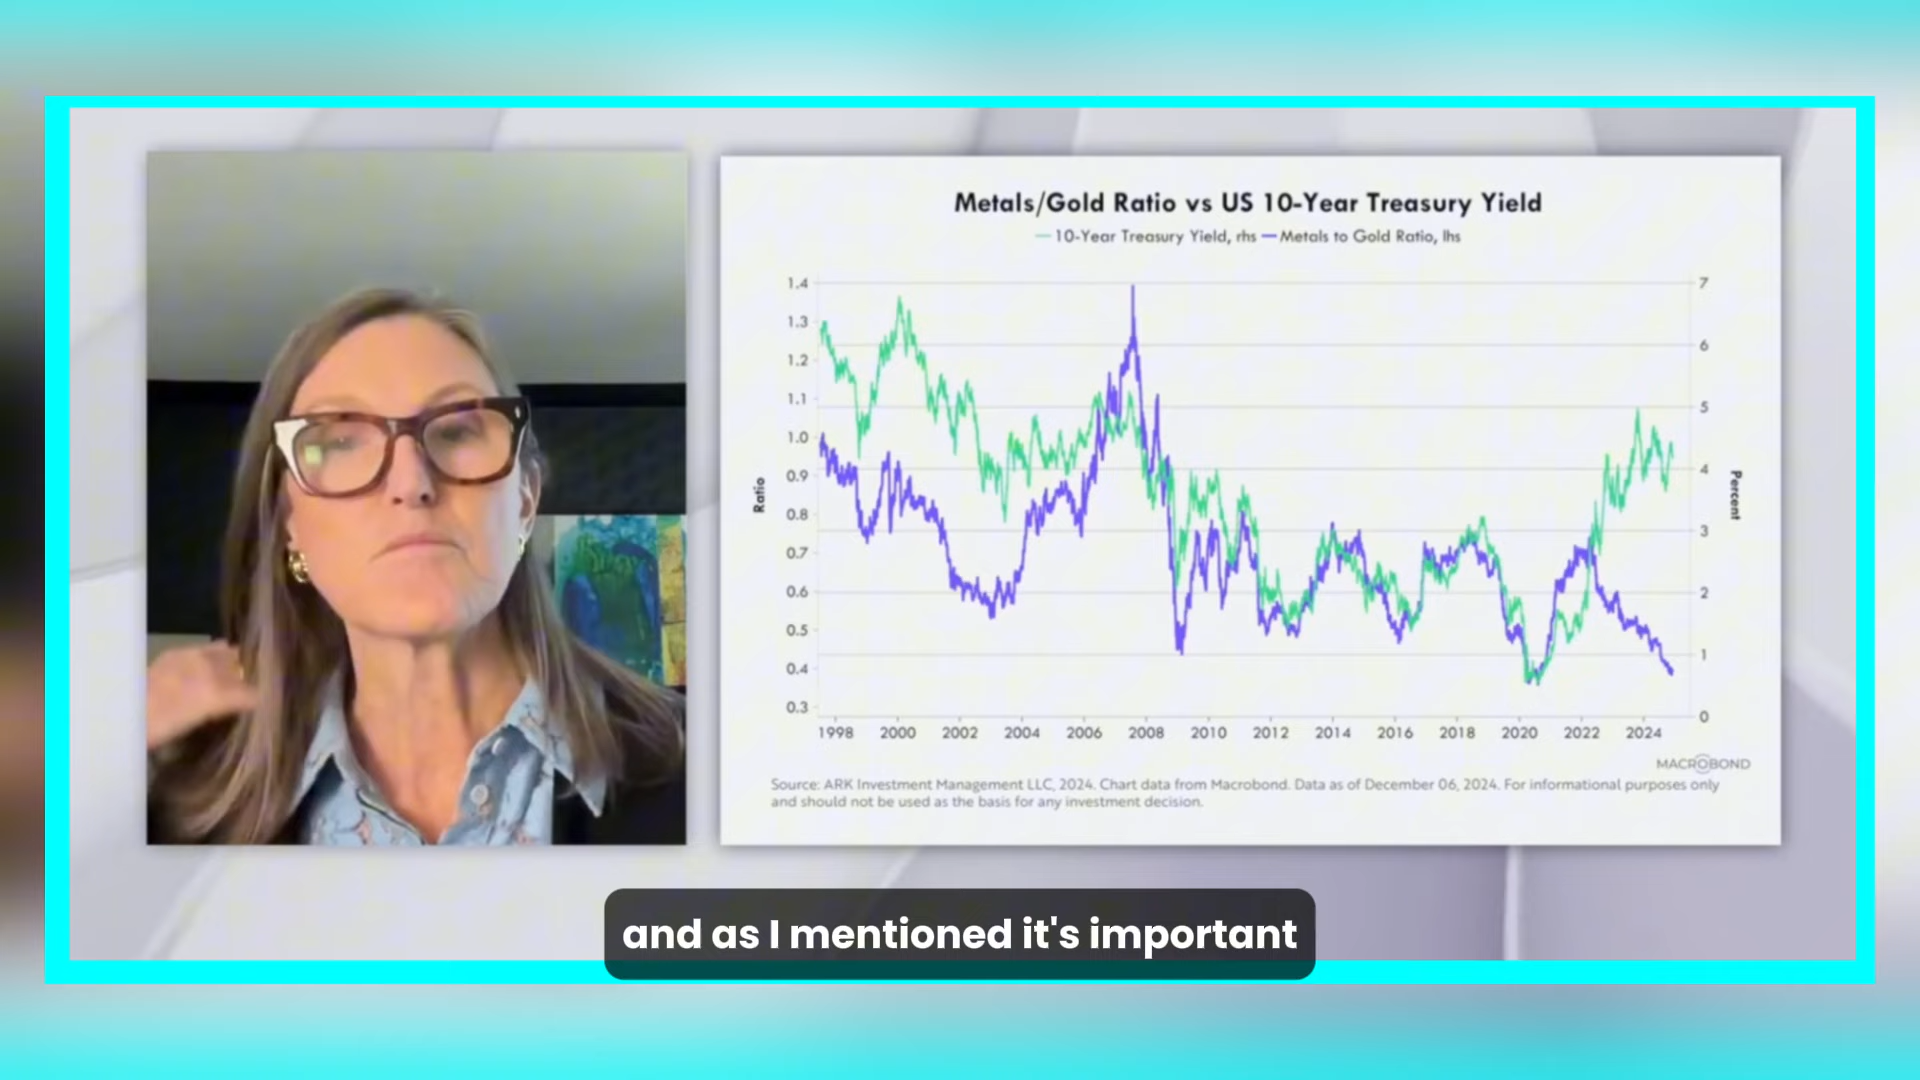 Metals/Gold Ratio vs US 10-Year Treasury Yield
10-Year Treasury Yield, rhs Metals to Gold Ratio, lhs
1.4
1.3
1.2
1.1
1.0
0.9
0.8
0.7
0.6
0.5
0.4
0.3
Ratio
7
6
5
4
3
2
1
0
Percent
1998 2000 2002 2004 2006 2008 2010 2012 2014 2016 2018 2020 2022 2024
MACROBOND
Source: ARK Investment Management LLC, 2024. Chart data from Macrobond. Data as of December 06, 2024. For informational purposes only
and should not be used as the basis for any investment decision.
and as I mentioned it's important